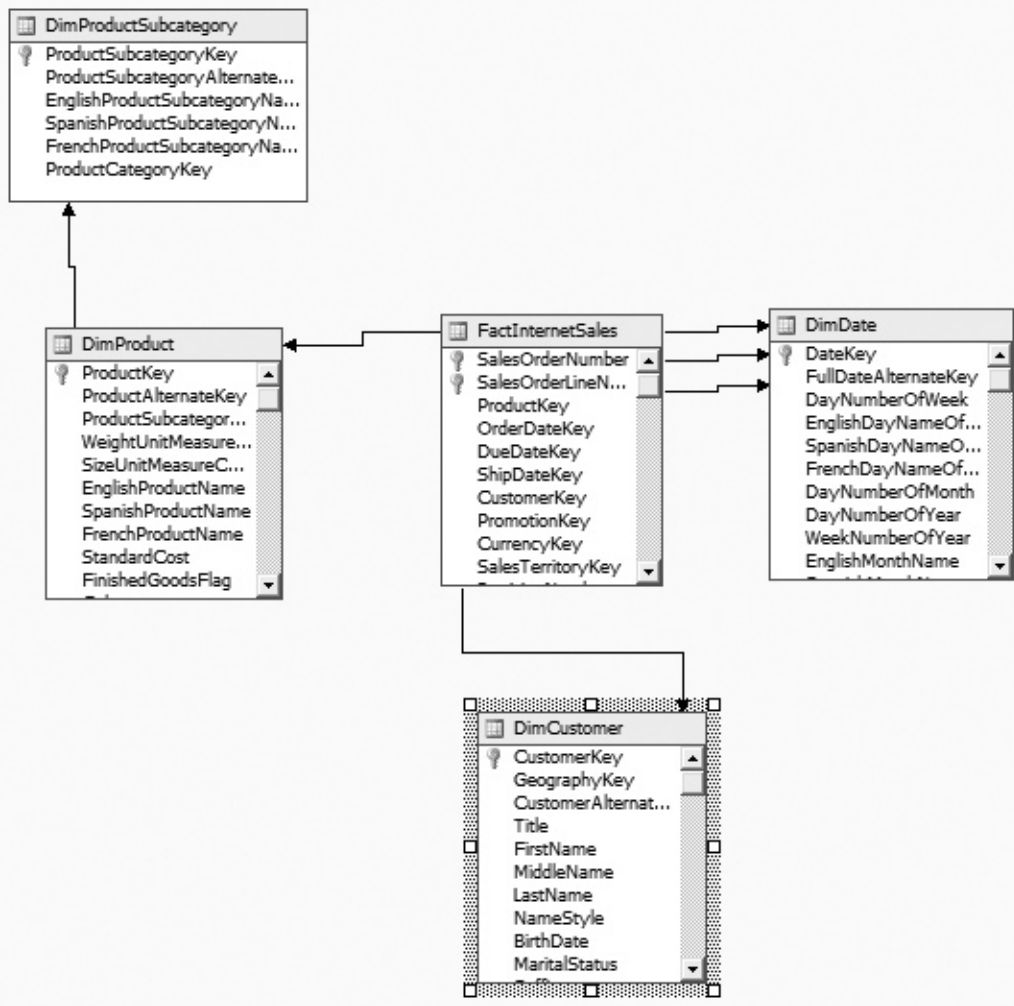 DimProductSubcategory
ProductSubcategoryKey
ProductSubcategoryAlternate...
EnglishProductSubcategoryNa...
SpanishProductSubcategoryN...
FrenchProductSubcategoryNa...
ProductCategoryKey
DimProduct
ProductKey
ProductAlternateKey
ProductSubcategor...
WeightUnitMeasure...
SizeUnitMeasureC...
EnglishProductName
SpanishProductName
FrenchProductName
StandardCost
FinishedGoodsFlag
FactInternetSales
SalesOrderNumber
SalesOrderLineN...
ProductKey
OrderDateKey
DueDateKey
ShipDateKey
CustomerKey
PromotionKey
CurrencyKey
SalesTerritoryKey
DimDate
DateKey
FullDateAlternateKey
DayNumberOfWeek
EnglishDayNameOf...
SpanishDayNameO...
FrenchDayNameOf...
DayNumberOfMonth
DayNumberOfYear
WeekNumberOfYear
EnglishMonthName
DimCustomer
CustomerKey
GeographyKey
CustomerAlternat...
Title
FirstName
MiddleName
LastName
NameStyle
BirthDate
MaritalStatus